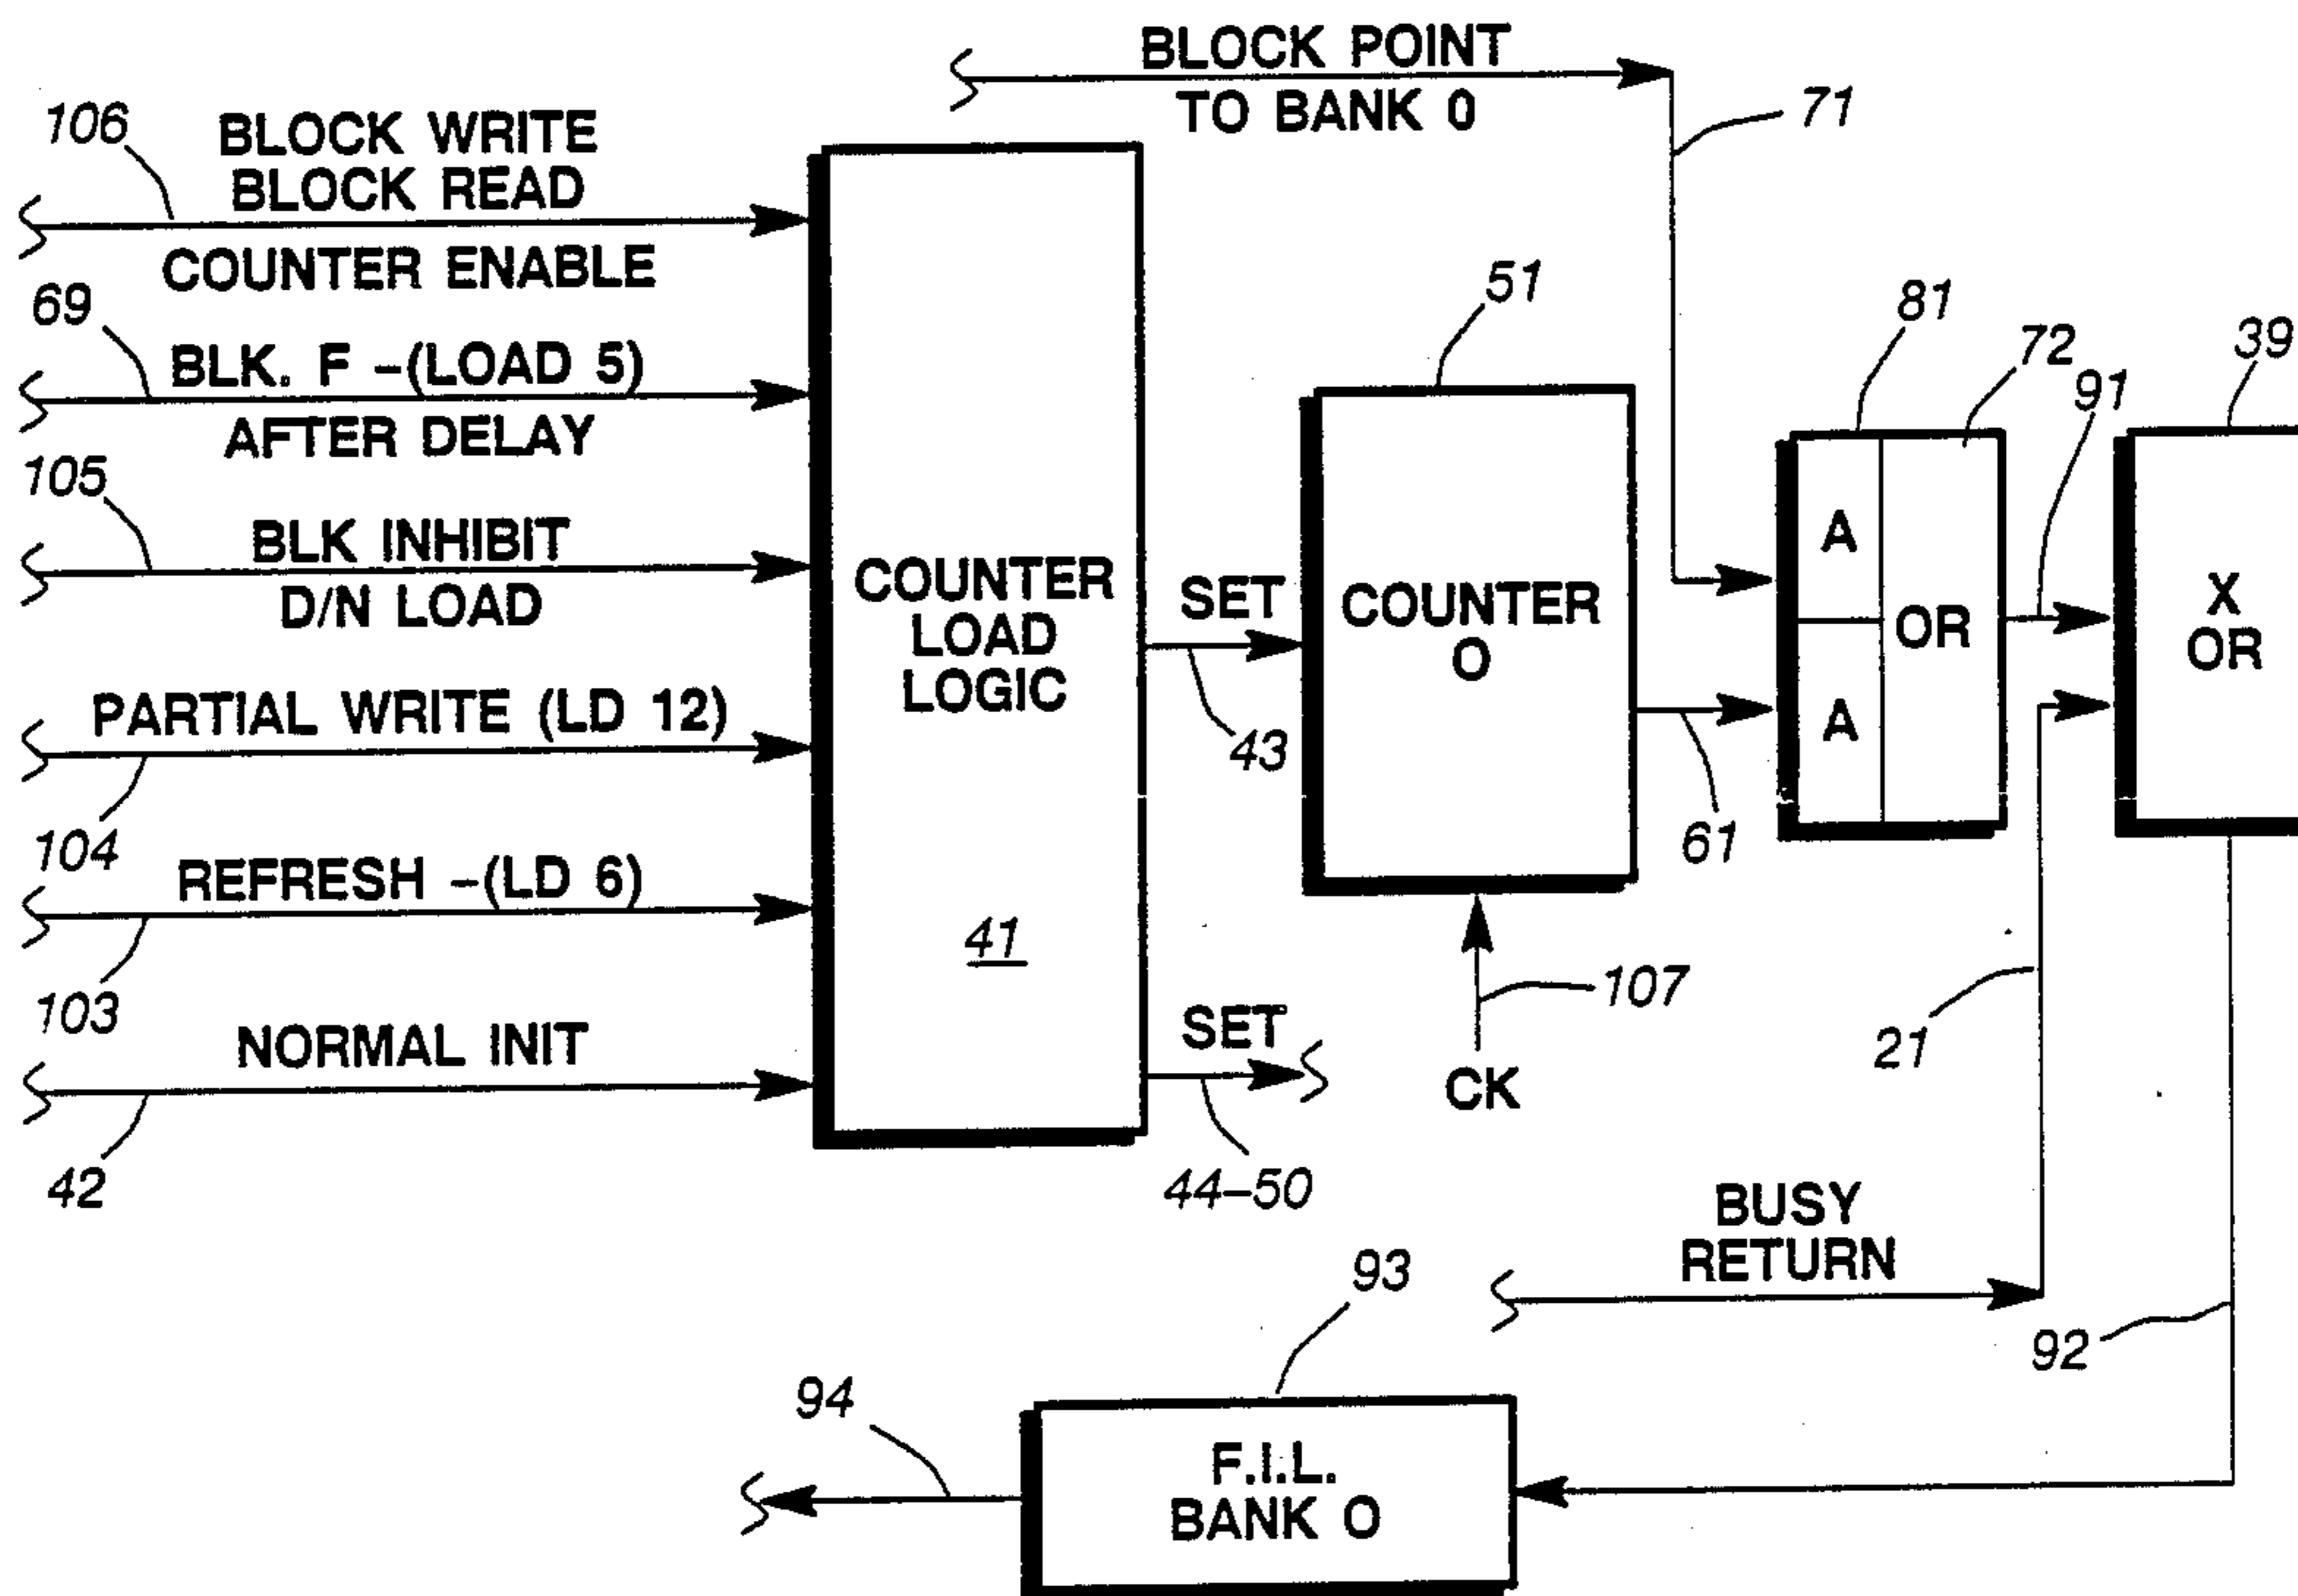 BLOCK POINT
TO BANK 0
71
106
BLOCK WRITE
BLOCK READ
COUNTER ENABLE
69
BLK. F –(LOAD 5)
AFTER DELAY
105
BLK INHIBIT
D/N LOAD
PARTIAL WRITE (LD 12)
104
REFRESH –(LD 6)
103
NORMAL INIT
42
COUNTER
LOAD
LOGIC
41
SET
43
SET
44–50
51
COUNTER
O
61
107
CK
81
72
91
A
A
OR
39
X
OR
21
BUSY
RETURN
92
93
F.I.L.
BANK O
94